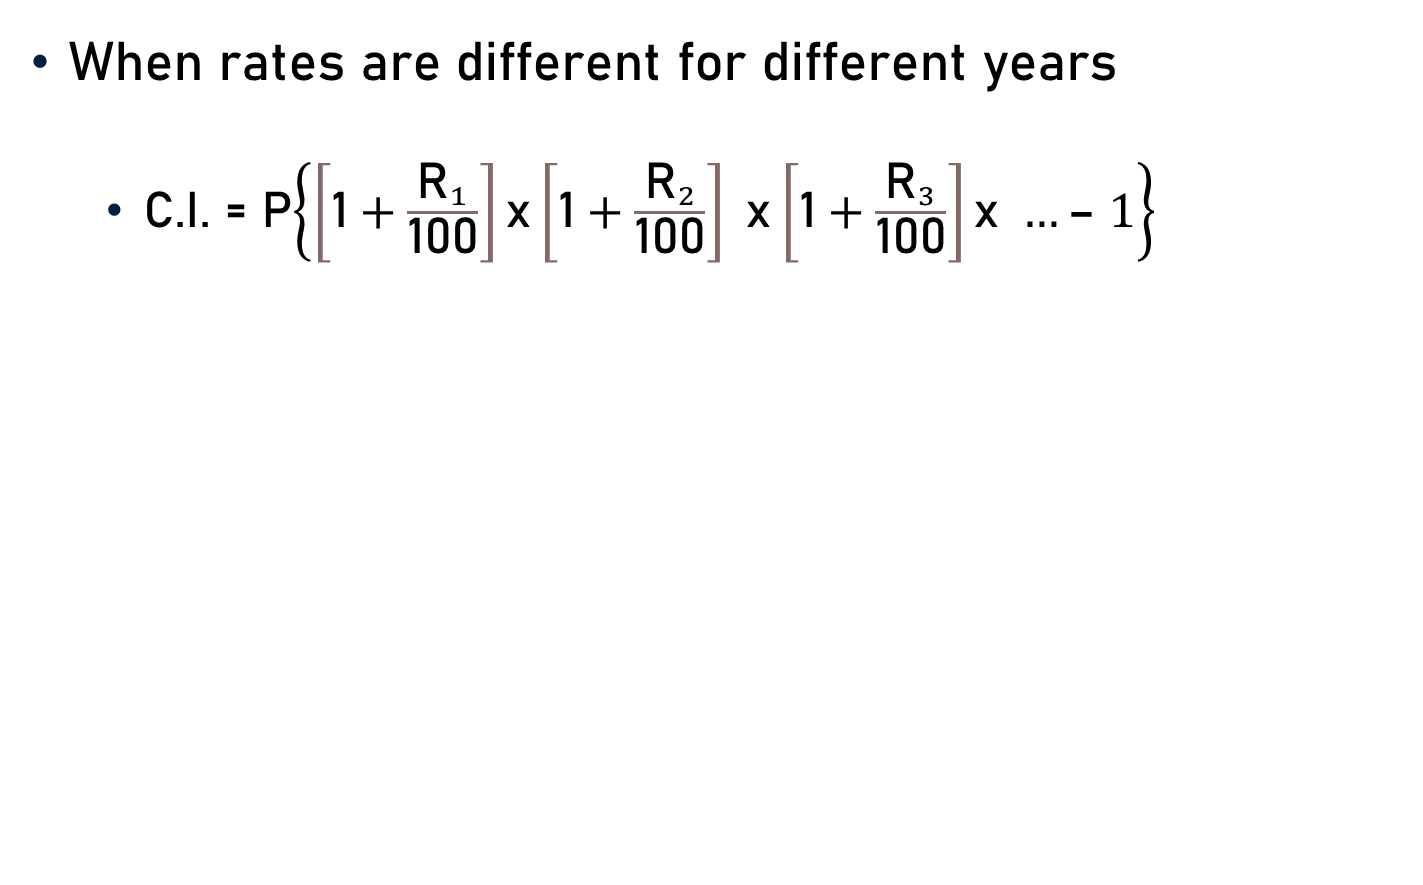 • When rates are different for different years
• C.I. = P{[1 + R₁/100] x [1 + R₂/100] x [1 + R₃/100] x ... – 1}